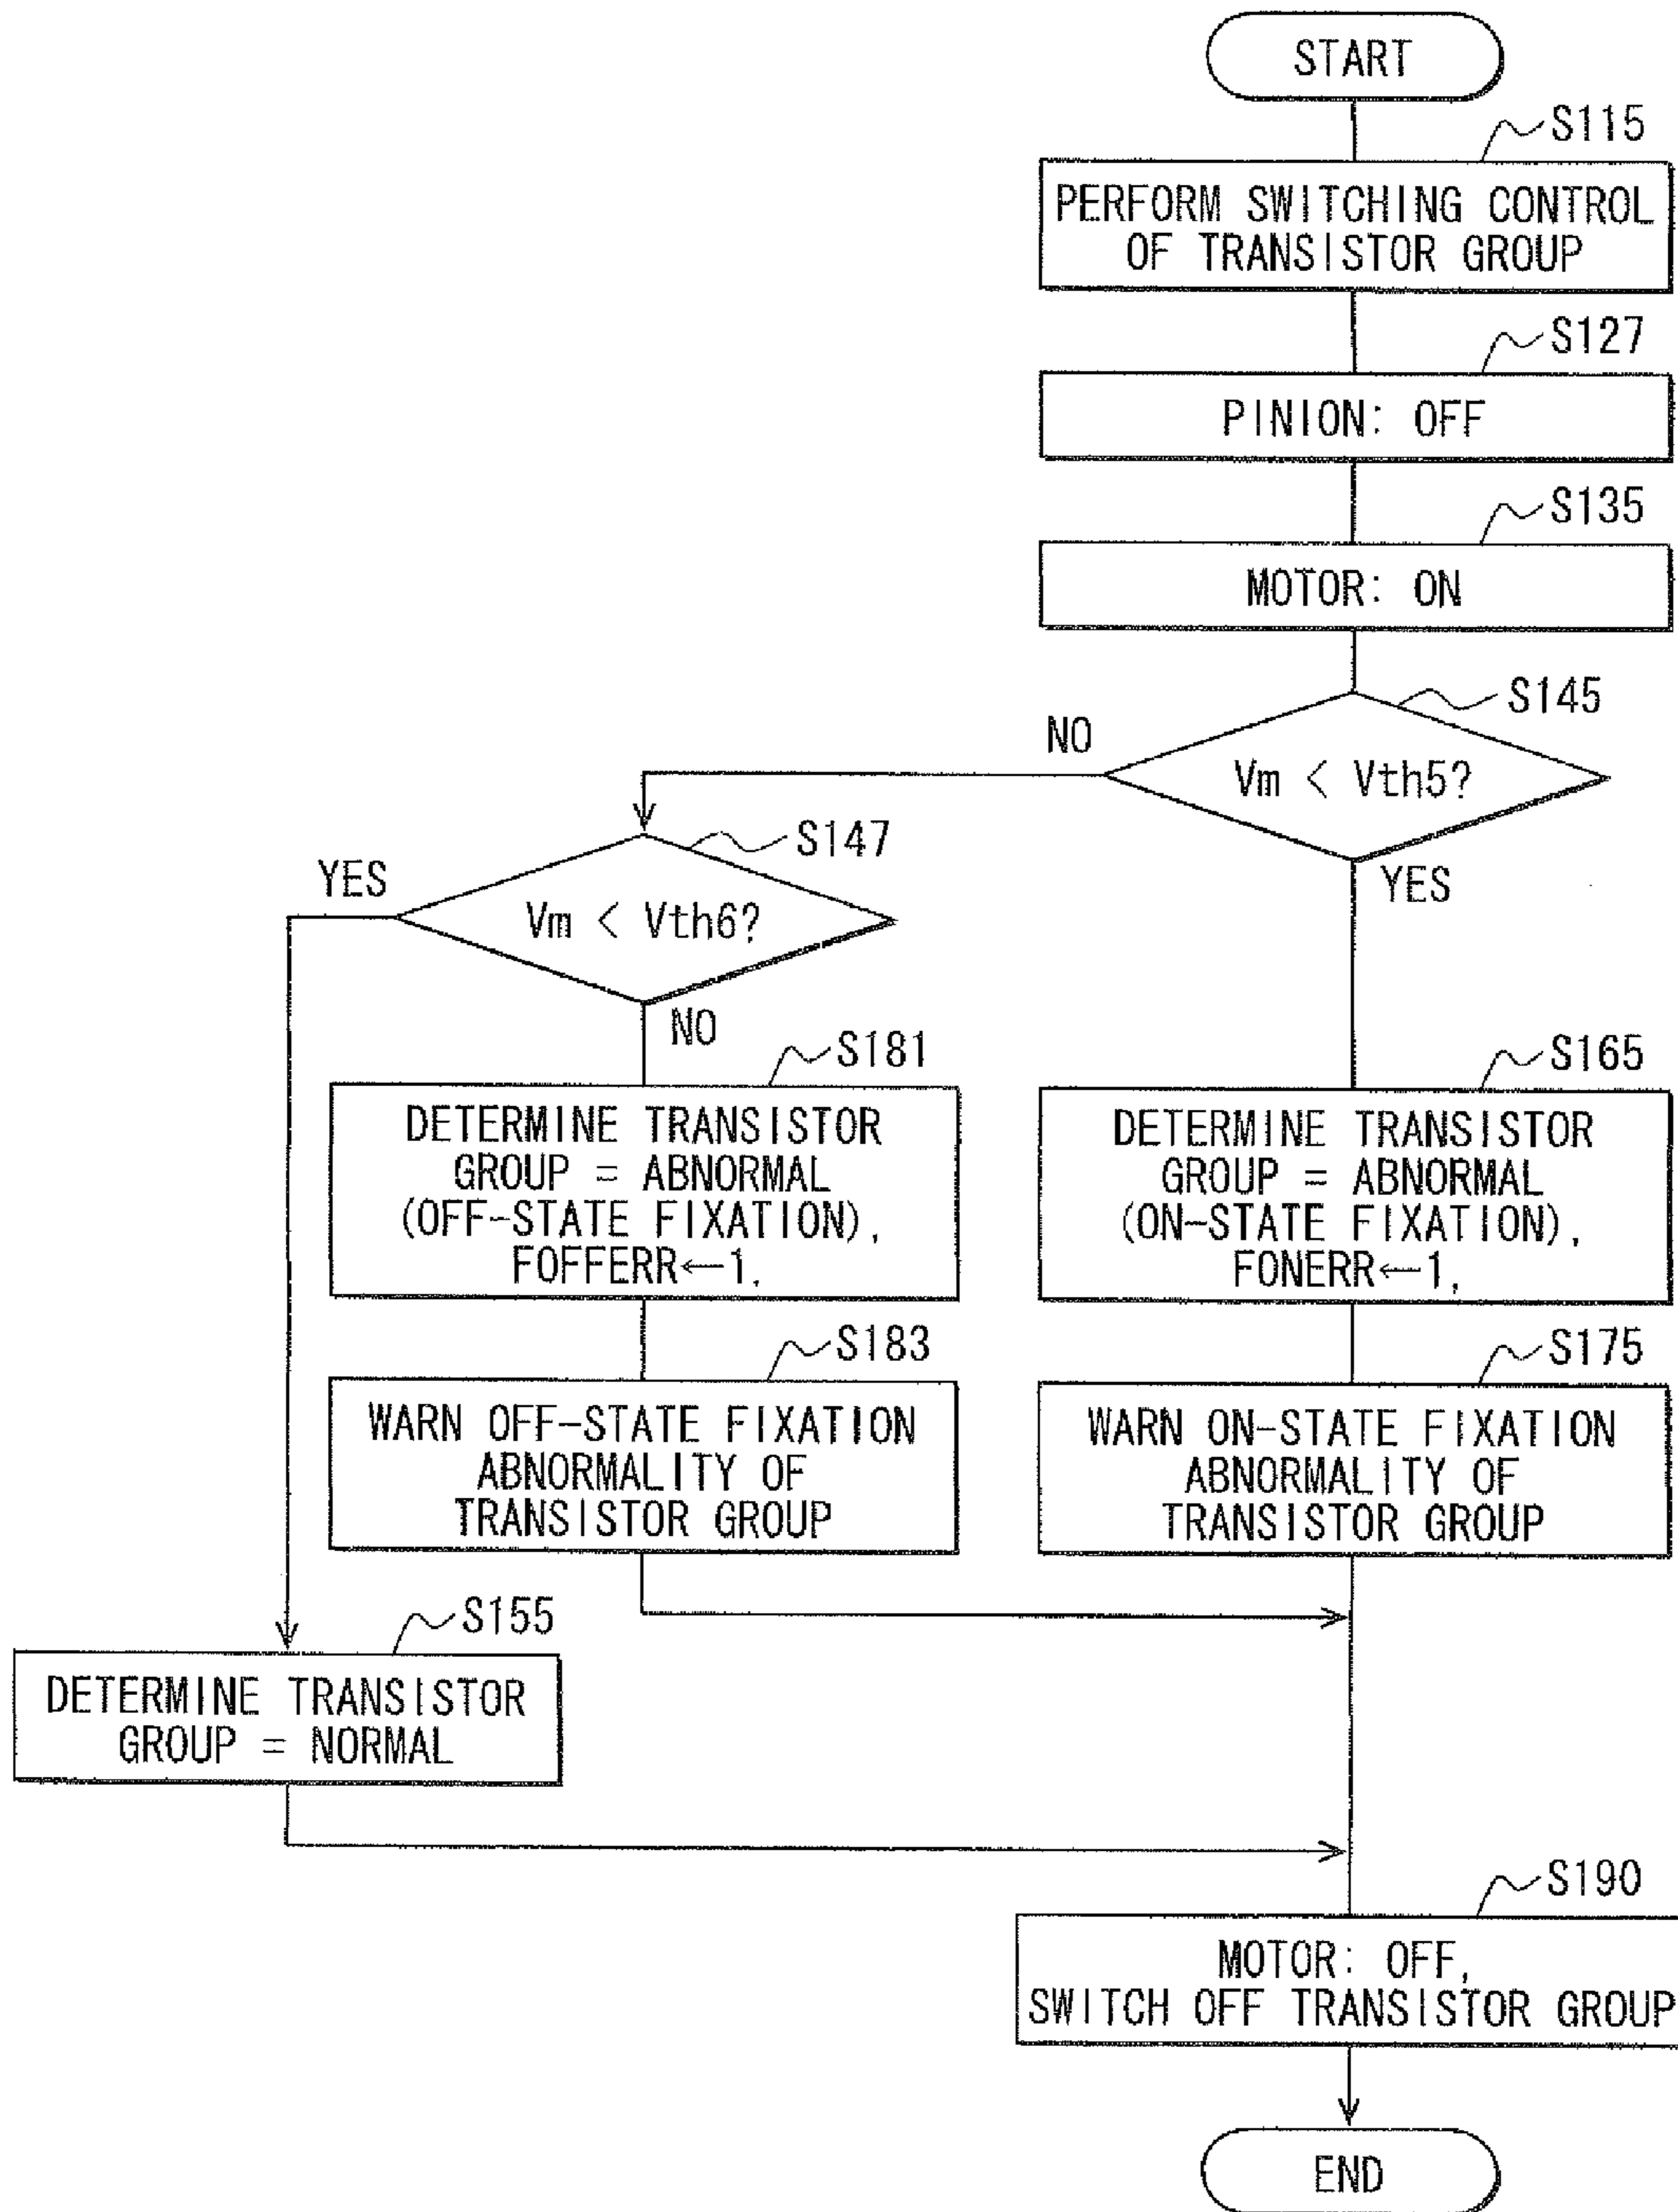 START
S115
PERFORM SWITCHING CONTROL
OF TRANSISTOR GROUP
S127
PINION: OFF
S135
MOTOR: ON
S145
Vm < Vth5?
NO
YES
S147
Vm < Vth6?
YES
NO
S181
DETERMINE TRANSISTOR
GROUP = ABNORMAL
(OFF-STATE FIXATION),
FOFFERR←1,
S165
DETERMINE TRANSISTOR
GROUP = ABNORMAL
(ON-STATE FIXATION),
FONERR←1,
S183
WARN OFF-STATE FIXATION
ABNORMALITY OF
TRANSISTOR GROUP
S175
WARN ON-STATE FIXATION
ABNORMALITY OF
TRANSISTOR GROUP
S155
DETERMINE TRANSISTOR
GROUP = NORMAL
S190
MOTOR: OFF,
SWITCH OFF TRANSISTOR GROUP
END